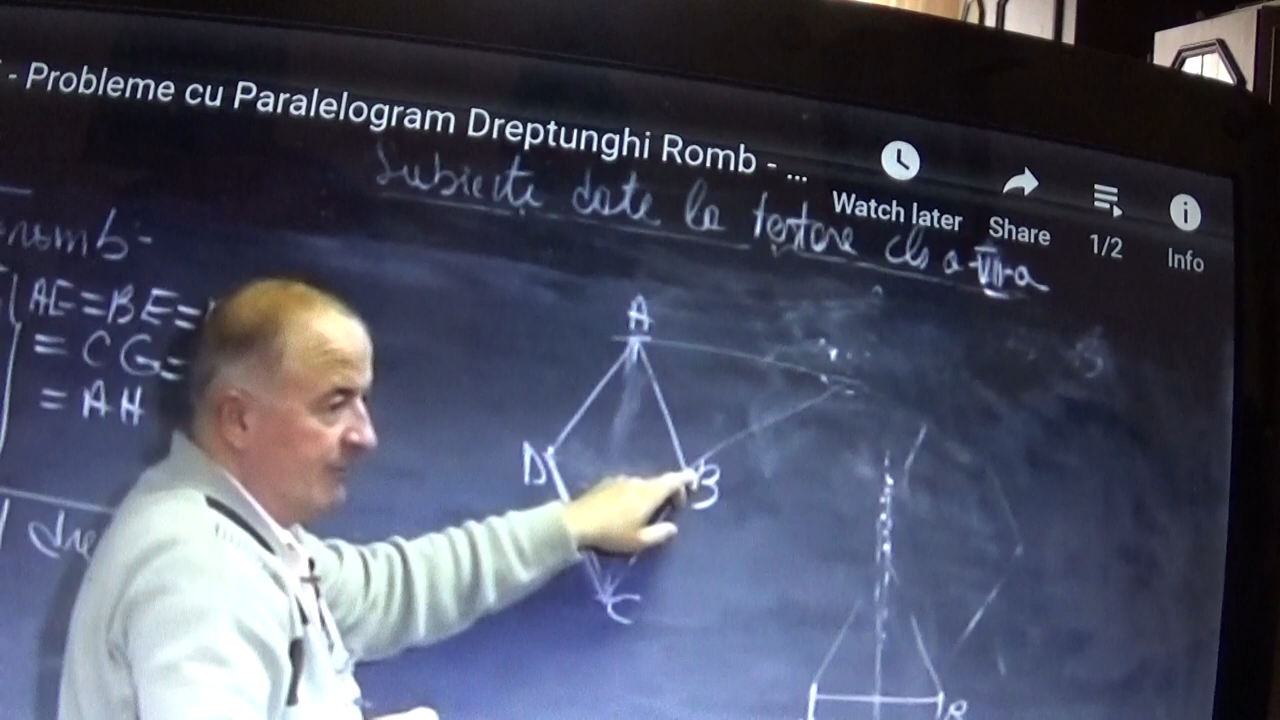 - Probleme cu Paralelogram Dreptunghi Romb - ...
Watch later
Share
1/2
Info
Subiecte date la testare cls a-VII-a
romb-
AE=BE=
= CG=
= AH
A
D
B
C
B